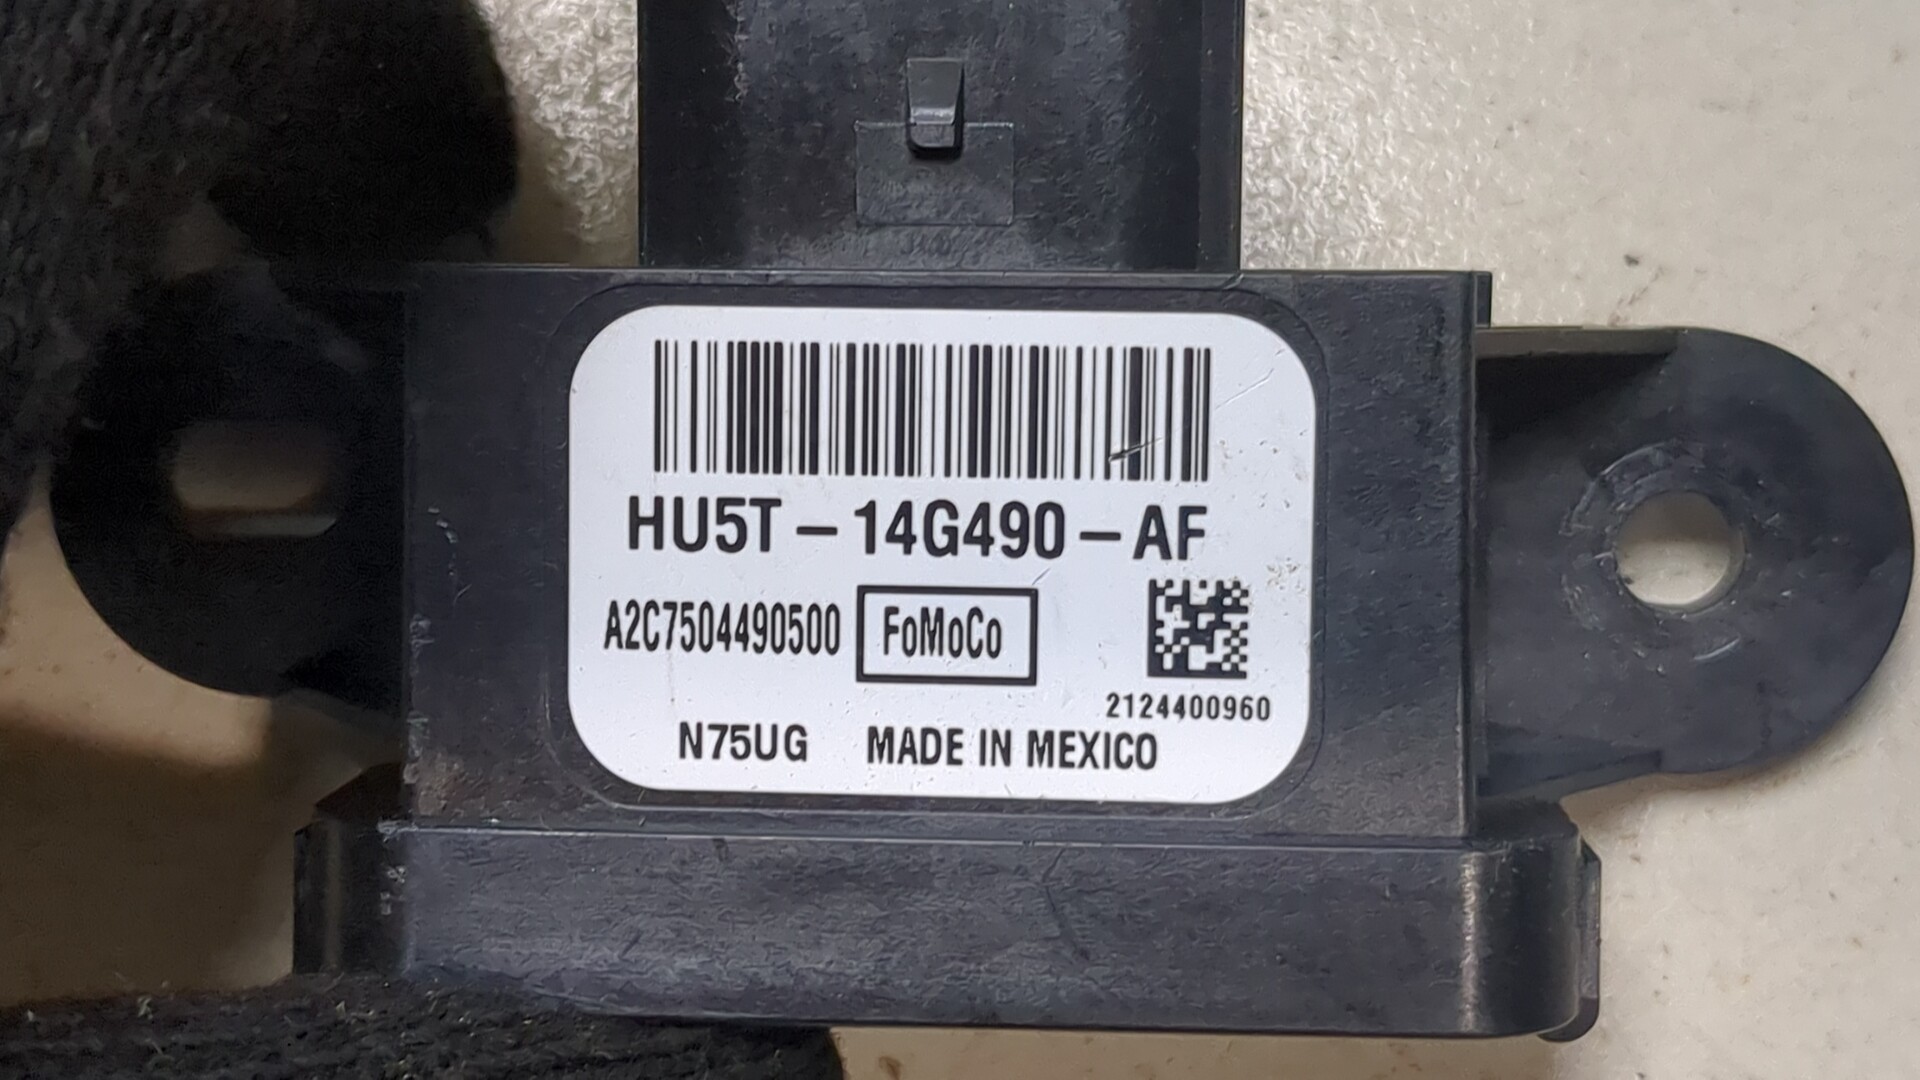 HU5T-14G490-AF
A2C7504490500 FoMoCo
2124400960
N75UG MADE IN MEXICO